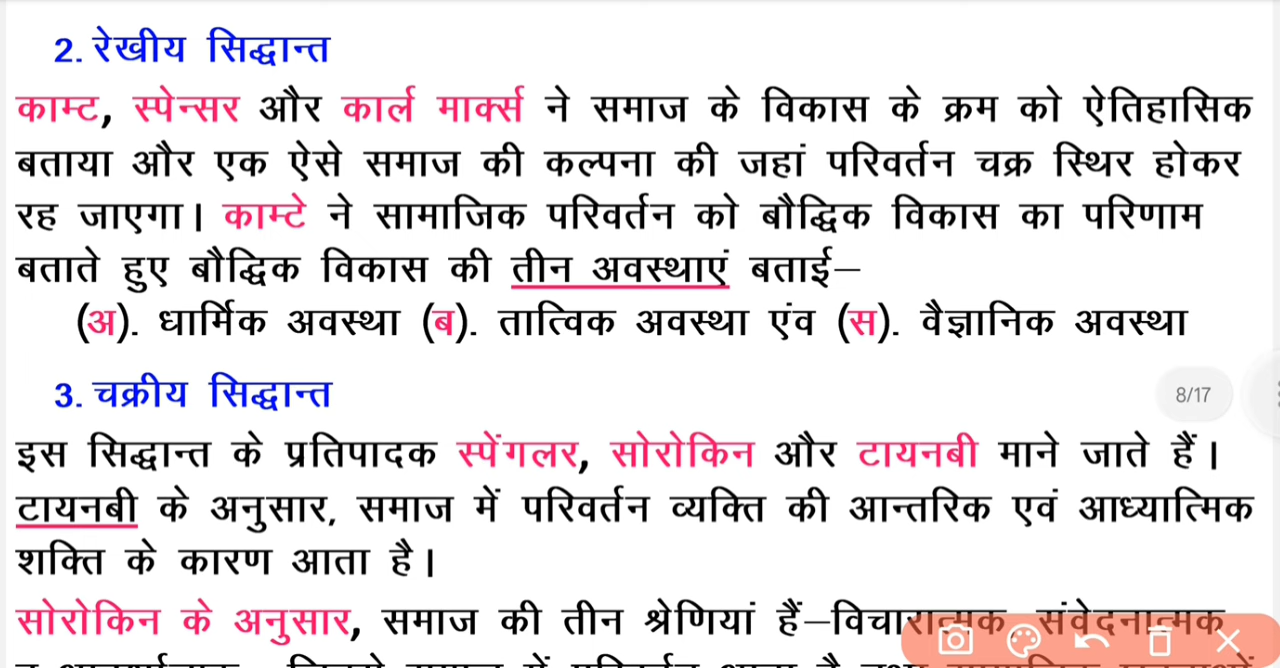 2. रेखीय सिद्धान्त
काम्ट, स्पेन्सर और कार्ल मार्क्स ने समाज के विकास के क्रम को ऐतिहासिक
बताया और एक ऐसे समाज की कल्पना की जहां परिवर्तन चक्र स्थिर होकर
रह जाएगा। काम्टे ने सामाजिक परिवर्तन को बौद्धिक विकास का परिणाम
बताते हुए बौद्धिक विकास की तीन अवस्थाएं बताई–
(अ). धार्मिक अवस्था (ब). तात्विक अवस्था एंव (स). वैज्ञानिक अवस्था
3. चक्रीय सिद्धान्त
8/17
इस सिद्धान्त के प्रतिपादक स्पेंगलर, सोरोकिन और टायनबी माने जाते हैं।
टायनबी के अनुसार, समाज में परिवर्तन व्यक्ति की आन्तरिक एवं आध्यात्मिक
शक्ति के कारण आता है।
सोरोकिन के अनुसार, समाज की तीन श्रेणियां हैं–विचारात्मक, संवेदनात्मक